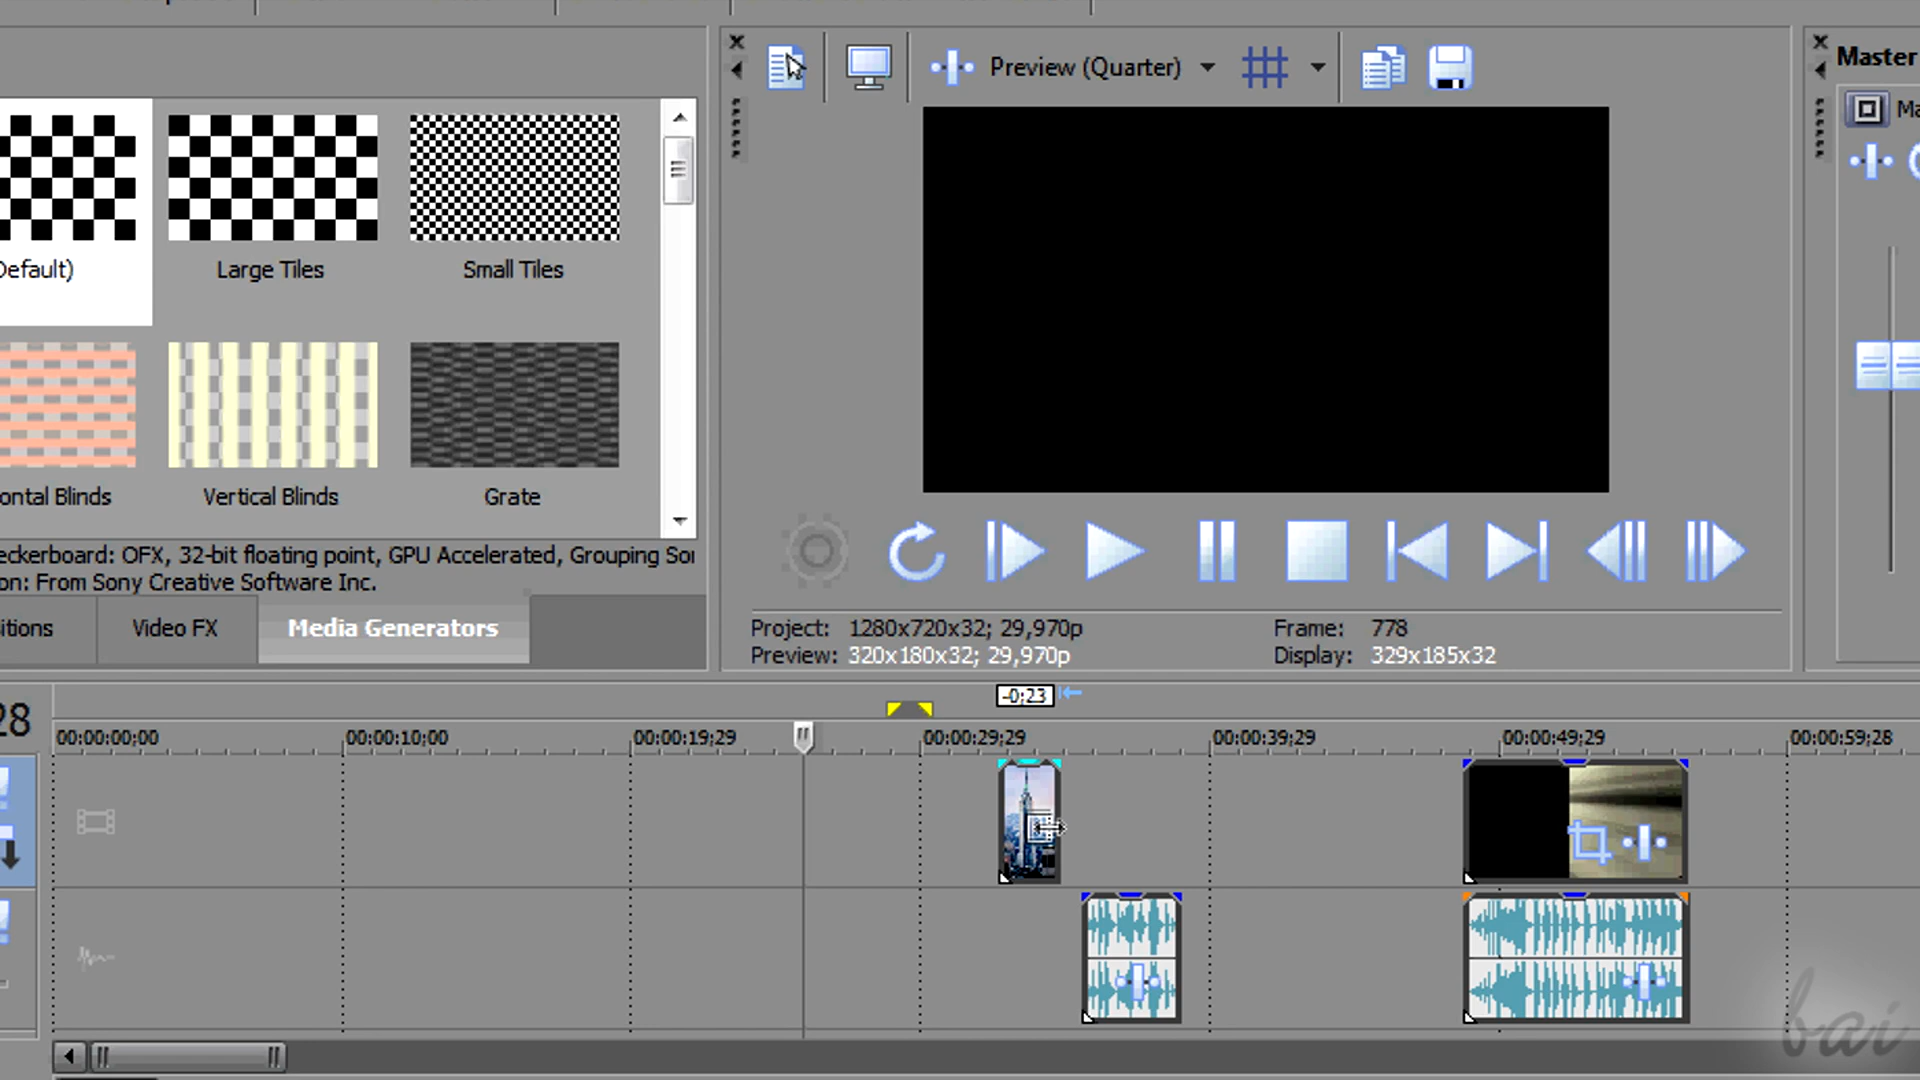 Preview (Quarter)
Master
Ma
Default)
Large Tiles
Small Tiles
ontal Blinds
Vertical Blinds
Grate
eckerboard: OFX, 32-bit floating point, GPU Accelerated, Grouping Son
on: From Sony Creative Software Inc.
itions
Video FX
Media Generators
Project: 1280x720x32; 29,970p
Frame: 778
Preview: 320x180x32; 29,970p
Display: 329x185x32
-0;23
28
00:00:00;00
00:00:10;00
00:00:19;29
00:00:29;29
00:00:39;29
00:00:49;29
00:00:59;28
bai